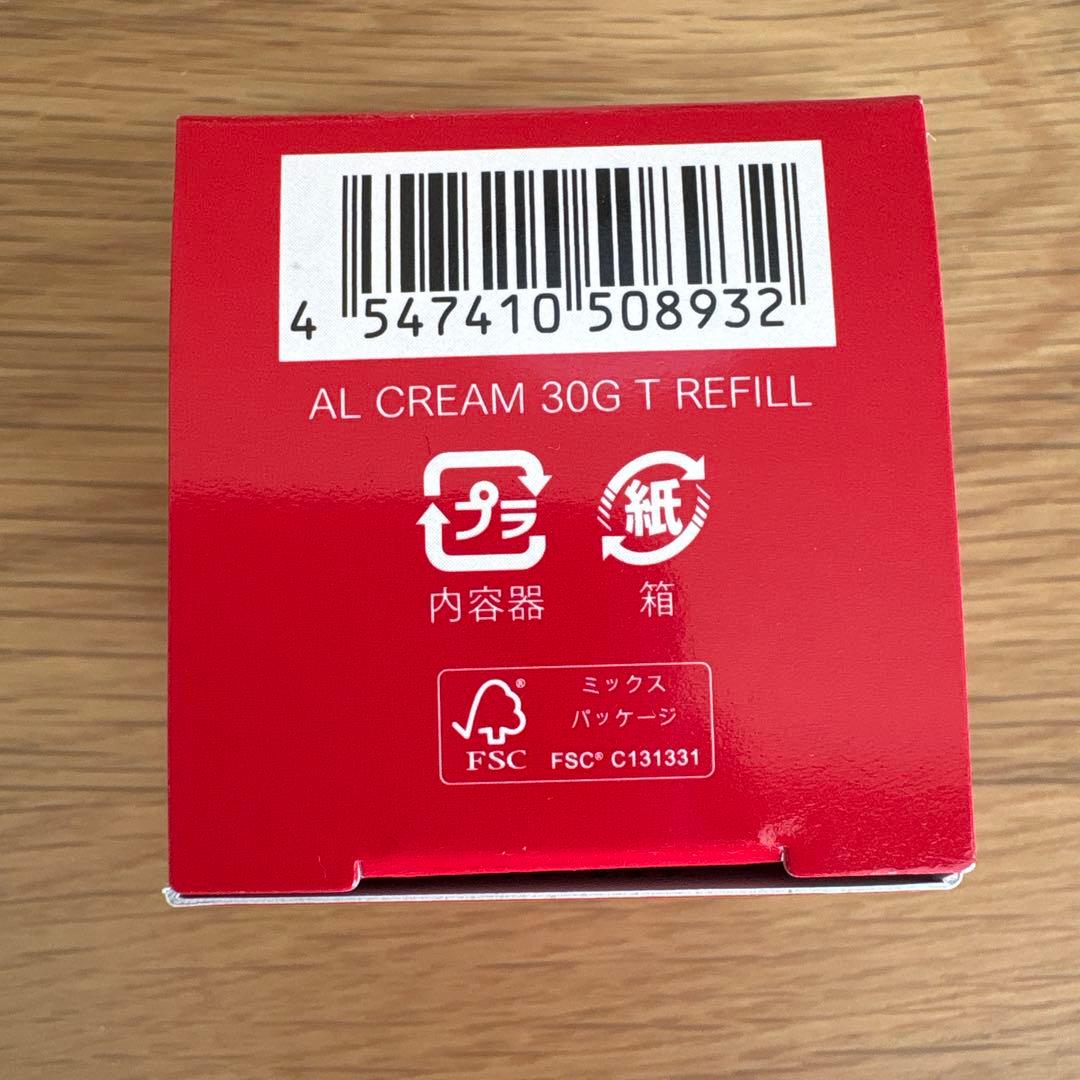 4 547410 508932
AL CREAM 30G T REFILL
プラ 紙
内容器 箱
ミックス
パッケージ
FSC® FSC® C131331